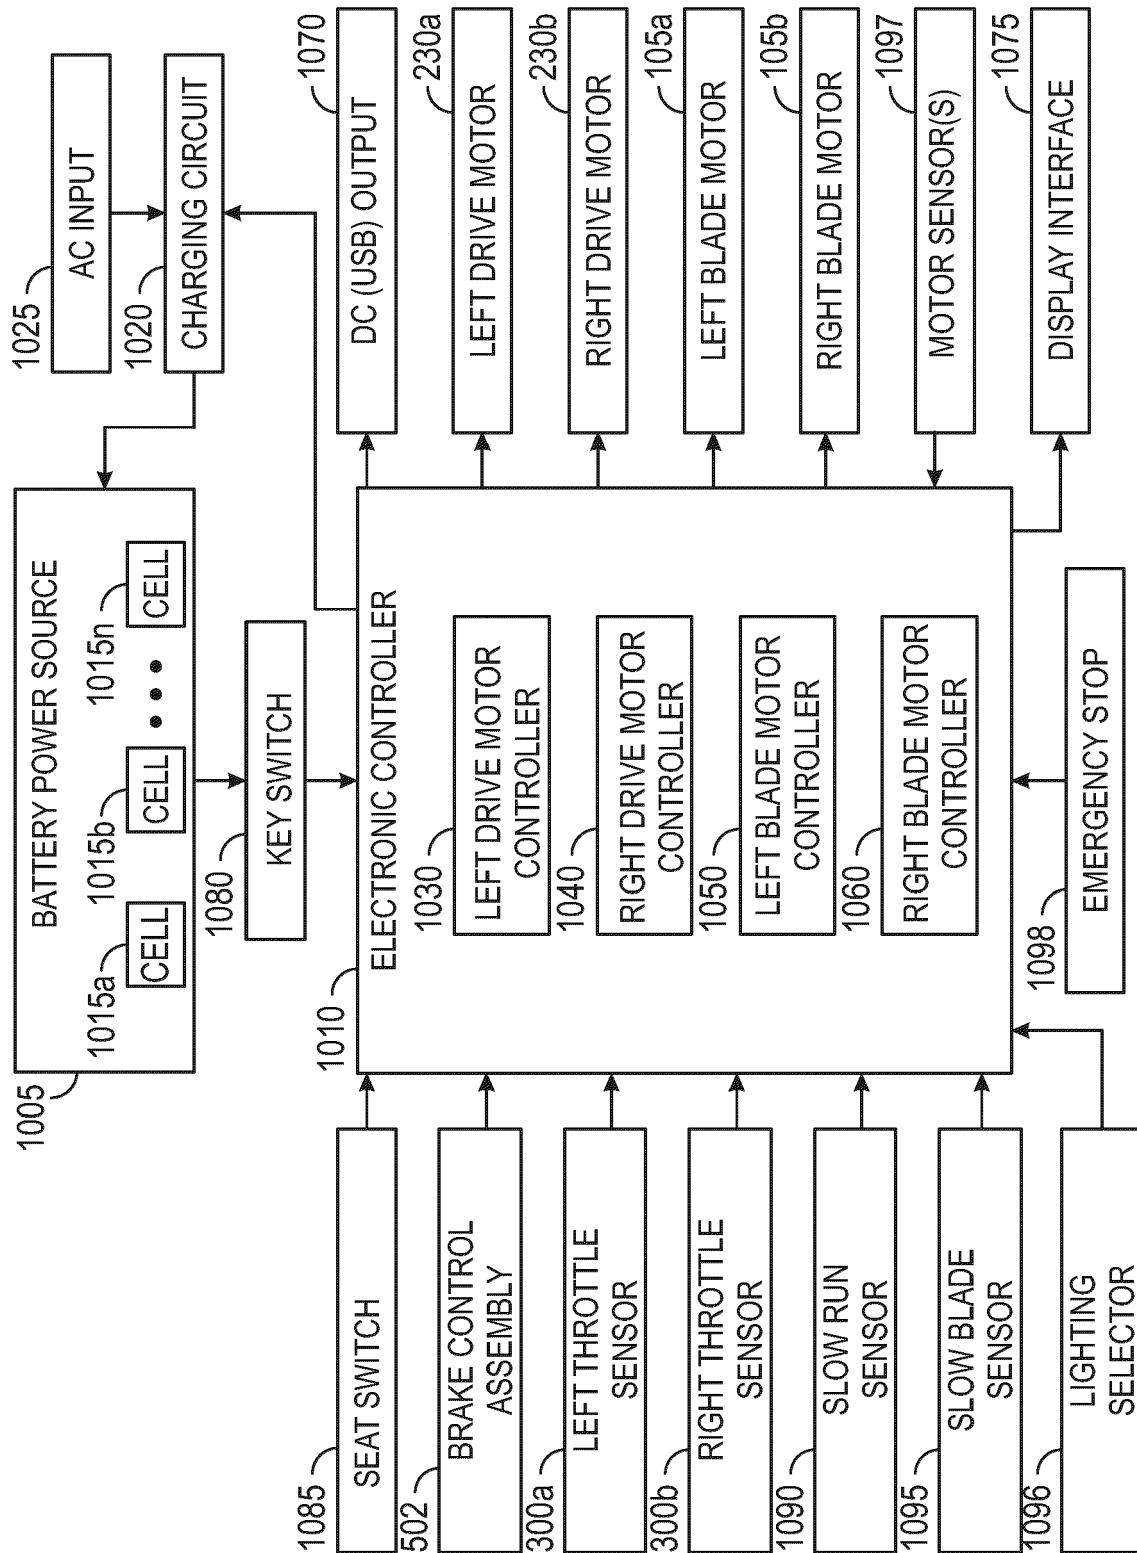 1025
AC INPUT
1020
CHARGING CIRCUIT
1005
BATTERY POWER SOURCE
1015a
CELL
1015b
CELL
1015n
CELL
1080
KEY SWITCH
1010
ELECTRONIC CONTROLLER
1030
LEFT DRIVE MOTOR
CONTROLLER
1040
RIGHT DRIVE MOTOR
CONTROLLER
1050
LEFT BLADE MOTOR
CONTROLLER
1060
RIGHT BLADE MOTOR
CONTROLLER
1085
SEAT SWITCH
502
BRAKE CONTROL
ASSEMBLY
300a
LEFT THROTTLE
SENSOR
300b
RIGHT THROTTLE
SENSOR
1090
SLOW RUN
SENSOR
1095
SLOW BLADE
SENSOR
1096
LIGHTING
SELECTOR
1098
EMERGENCY STOP
DC (USB) OUTPUT
1070
LEFT DRIVE MOTOR
230a
RIGHT DRIVE MOTOR
230b
LEFT BLADE MOTOR
105a
RIGHT BLADE MOTOR
105b
MOTOR SENSOR(S)
1097
DISPLAY INTERFACE
1075